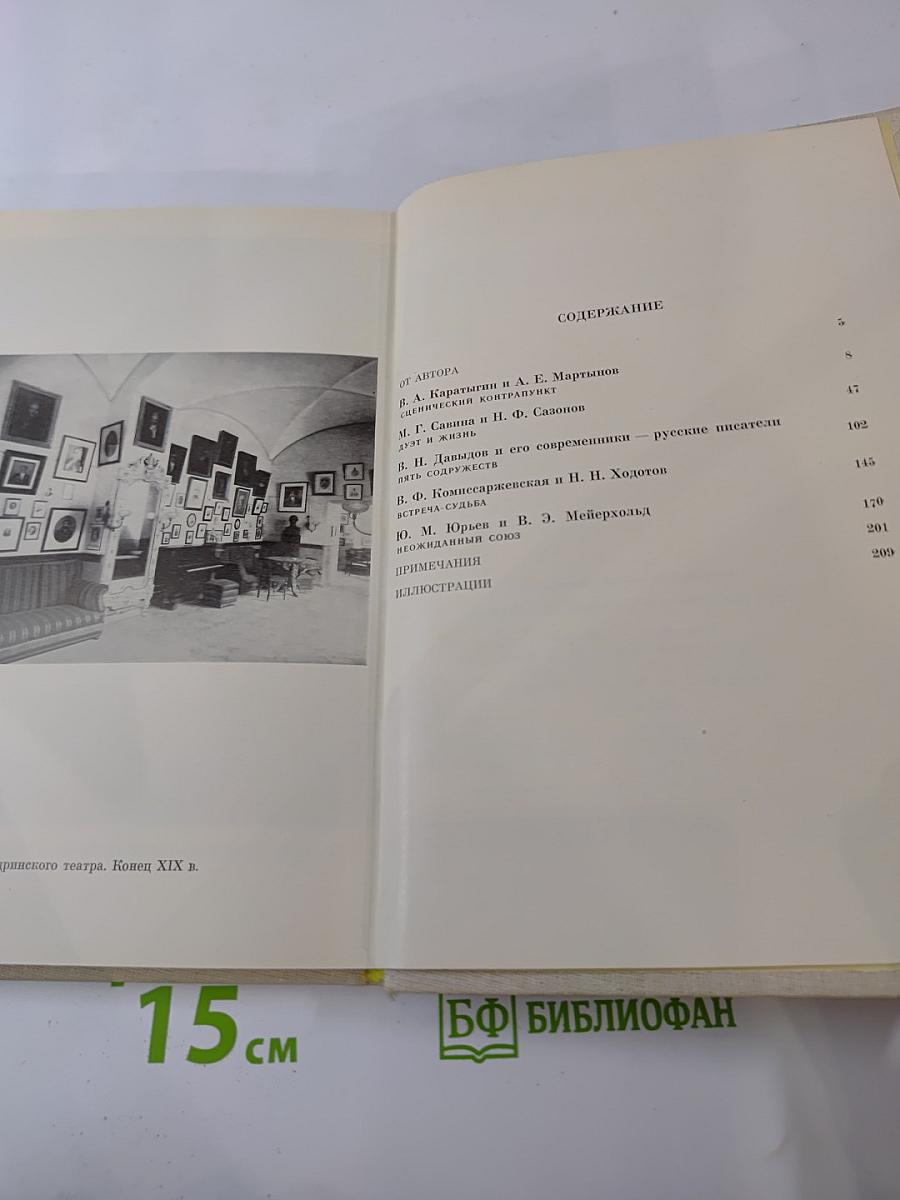 дринского театра. Конец XIX в.
СОДЕРЖАНИЕ
ОТ АВТОРА 5
В. А. Каратыгин и А. Е. Мартынов 8
СЦЕНИЧЕСКИЙ КОНТРАПУНКТ
М. Г. Савина и Н. Ф. Сазонов 47
ДУЭТ И ЖИЗНЬ
В. Н. Давыдов и его современники — русские писатели 102
ПЯТЬ СОДРУЖЕСТВ
В. Ф. Комиссаржевская и Н. Н. Ходотов 145
ВСТРЕЧА-СУДЬБА
Ю. М. Юрьев и В. Э. Мейерхольд 170
НЕОЖИДАННЫЙ СОЮЗ
ПРИМЕЧАНИЯ 201
ИЛЛЮСТРАЦИИ 209
15 см
БФ БИБЛИОФАН